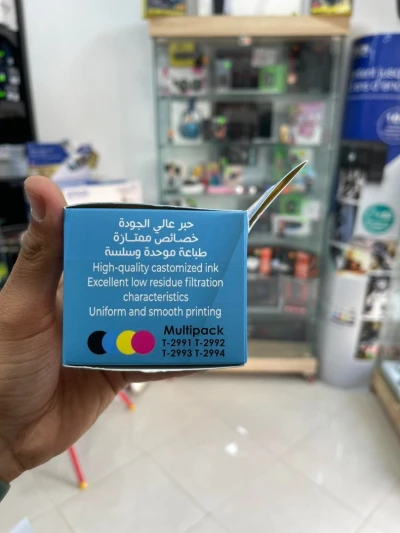 حبر عالي الجودة
خصائص ممتازة
طباعة موحدة وسلسة
High-quality castomized ink
Excellent low residue filtration
characteristics
Uniform and smooth printing
Multipack
T-2991 T-2992
T-2993 T-2994